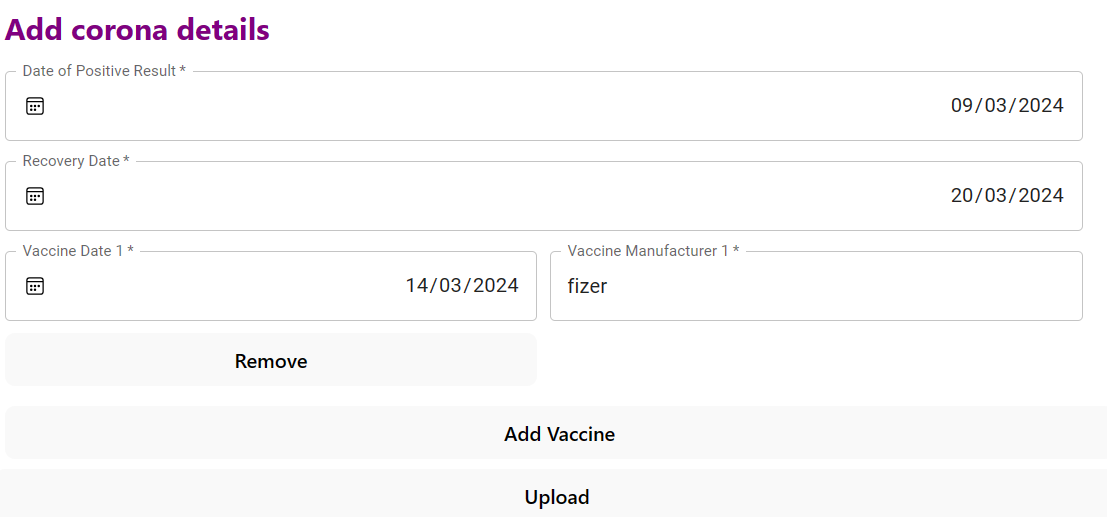 Add corona details
Date of Positive Result *
09/03/2024
Recovery Date *
20/03/2024
Vaccine Date 1 *
14/03/2024
Vaccine Manufacturer 1 *
fizer
Remove
Add Vaccine
Upload